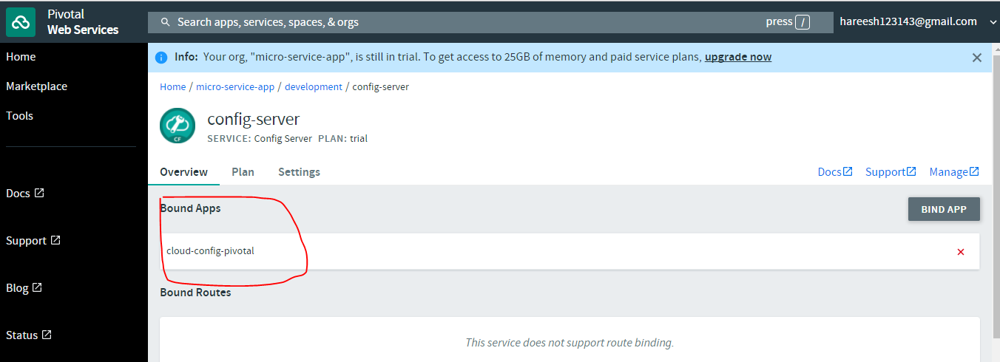 Pivotal
Web Services
Search apps, services, spaces, & orgs
press /
hareesh123143@gmail.com
Home
Marketplace
Tools
Docs
Support
Blog
Status
Info: Your org, "micro-service-app", is still in trial. To get access to 25GB of memory and paid service plans, upgrade now
Home / micro-service-app / development / config-server
CF
config-server
SERVICE: Config Server PLAN: trial
Overview Plan Settings
Docs Support Manage
Bound Apps
BIND APP
cloud-config-pivotal
Bound Routes
This service does not support route binding.